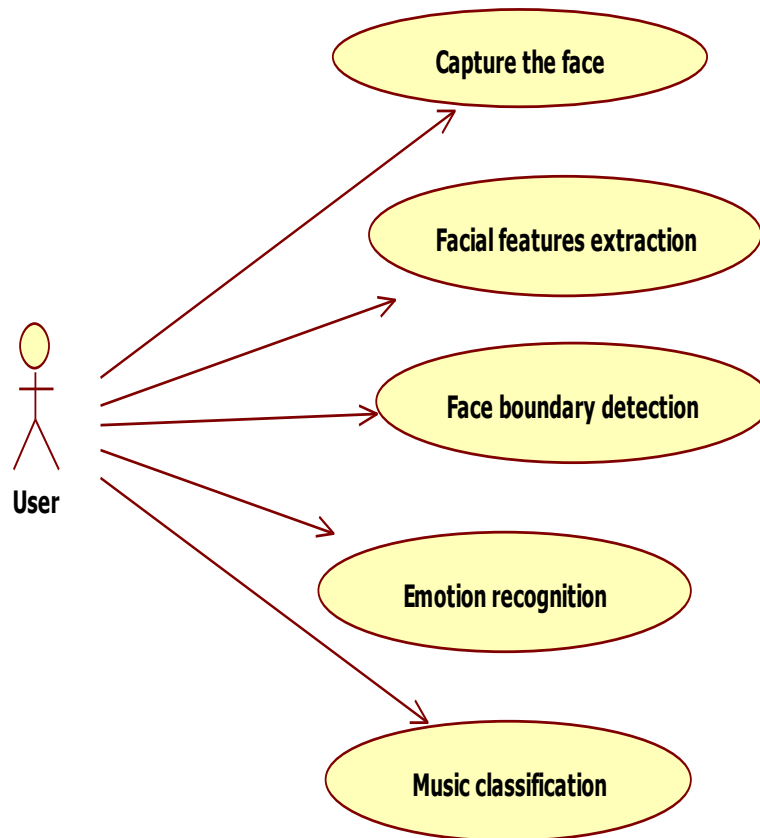 Capture the face
Facial features extraction
Face boundary detection
User
Emotion recognition
Music classification